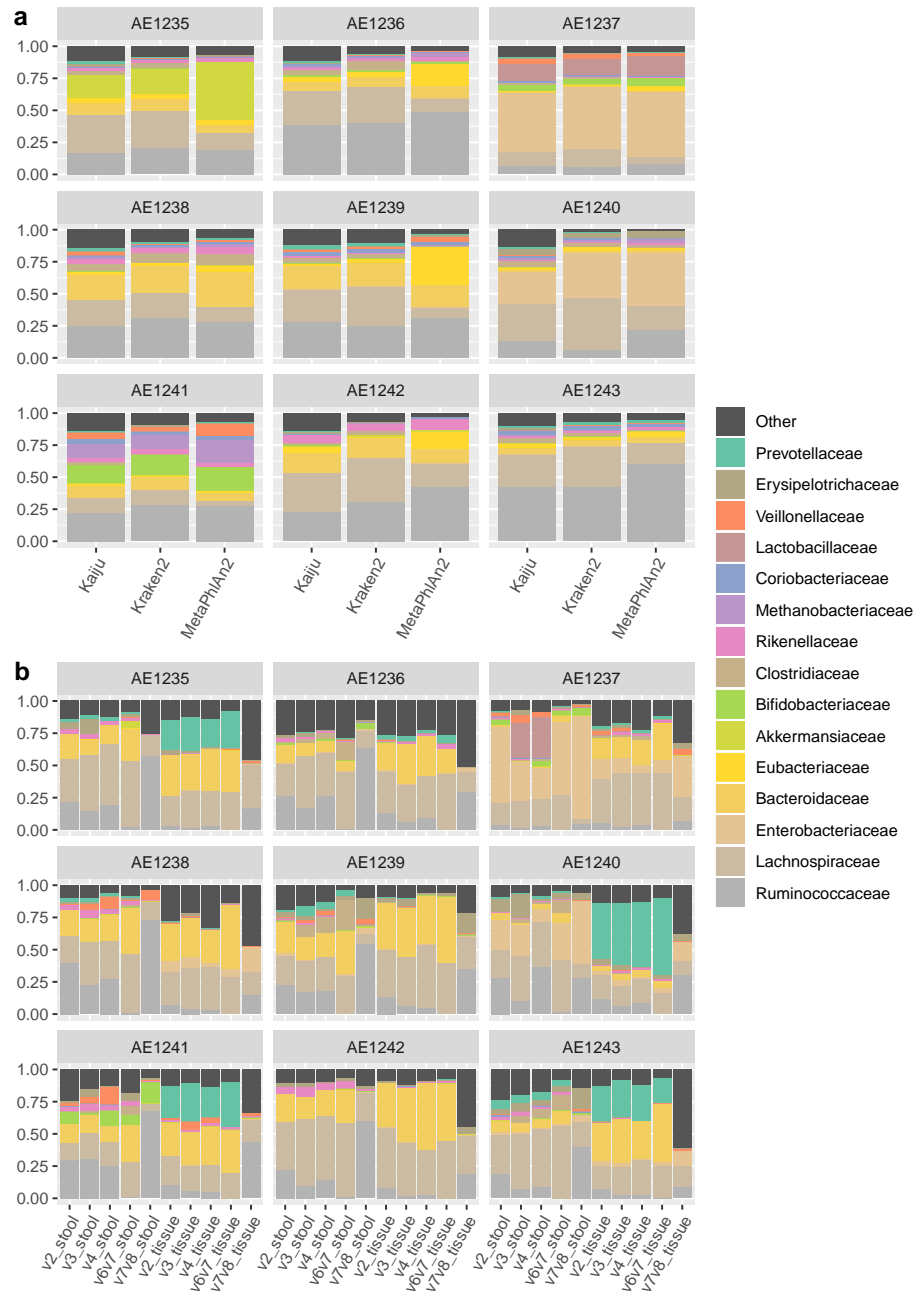 a
AE1235 AE1236 AE1237
1.00
0.75
0.50
0.25
0.00
AE1238 AE1239 AE1240
1.00
0.75
0.50
0.25
0.00
AE1241 AE1242 AE1243
1.00
0.75
0.50
0.25
0.00
Kaiju Kraken2 MetaPhlAn2 Kaiju Kraken2 MetaPhlAn2 Kaiju Kraken2 MetaPhlAn2
Other
Prevotellaceae
Erysipelotrichaceae
Veillonellaceae
Lactobacillaceae
Coriobacteriaceae
Methanobacteriaceae
Rikenellaceae
Clostridiaceae
Bifidobacteriaceae
Akkermansiaceae
Eubacteriaceae
Bacteroidaceae
Enterobacteriaceae
Lachnospiraceae
Ruminococcaceae
b
AE1235 AE1236 AE1237
1.00
0.75
0.50
0.25
0.00
AE1238 AE1239 AE1240
1.00
0.75
0.50
0.25
0.00
AE1241 AE1242 AE1243
1.00
0.75
0.50
0.25
0.00
v2_stool v3_stool v4_stool v6v7_stool v7v8_stool v2_tissue v3_tissue v4_tissue v6v7_tissue v7v8_tissue v2_stool v3_stool v4_stool v6v7_stool v7v8_stool v2_tissue v3_tissue v4_tissue v6v7_tissue v7v8_tissue v2_stool v3_stool v4_stool v6v7_stool v7v8_stool v2_tissue v3_tissue v4_tissue v6v7_tissue v7v8_tissue